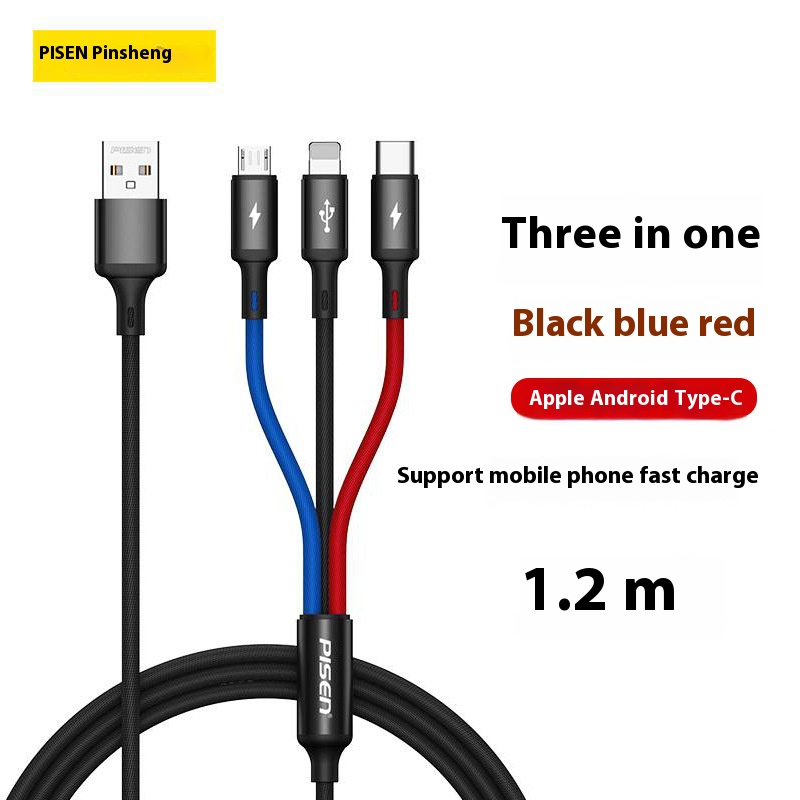 PISEN Pinsheng
PISEN
Three in one
Black blue red
Apple Android Type-C
Support mobile phone fast charge
1.2 m
PISEN